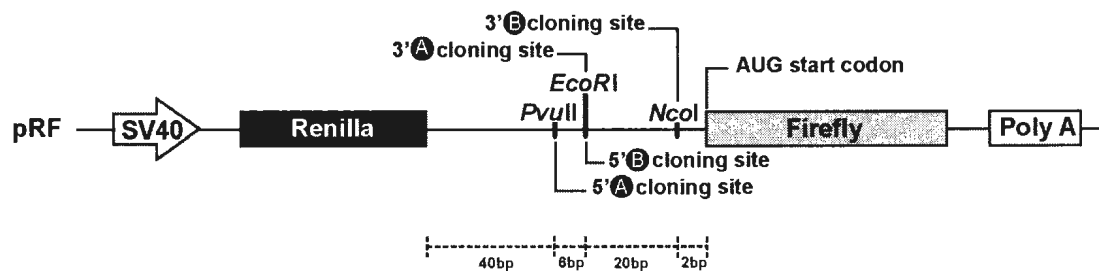 3'B cloning site
3'A cloning site
EcoRI
AUG start codon
PvuII
NcoI
pRF
SV40
Renilla
Firefly
Poly A
5'B cloning site
5'A cloning site
40bp
6bp
20bp
2bp